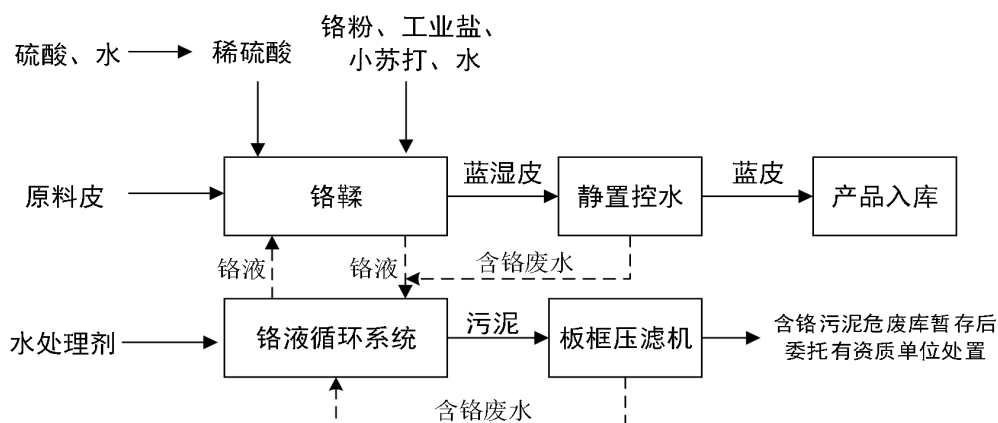 硫酸、水
稀硫酸
铬粉、工业盐、
小苏打、水
原料皮
铬鞣
蓝湿皮
静置控水
蓝皮
产品入库
铬液
铬液
含铬废水
水处理剂
铬液循环系统
污泥
板框压滤机
含铬污泥危废库暂存后
委托有资质单位处置
含铬废水